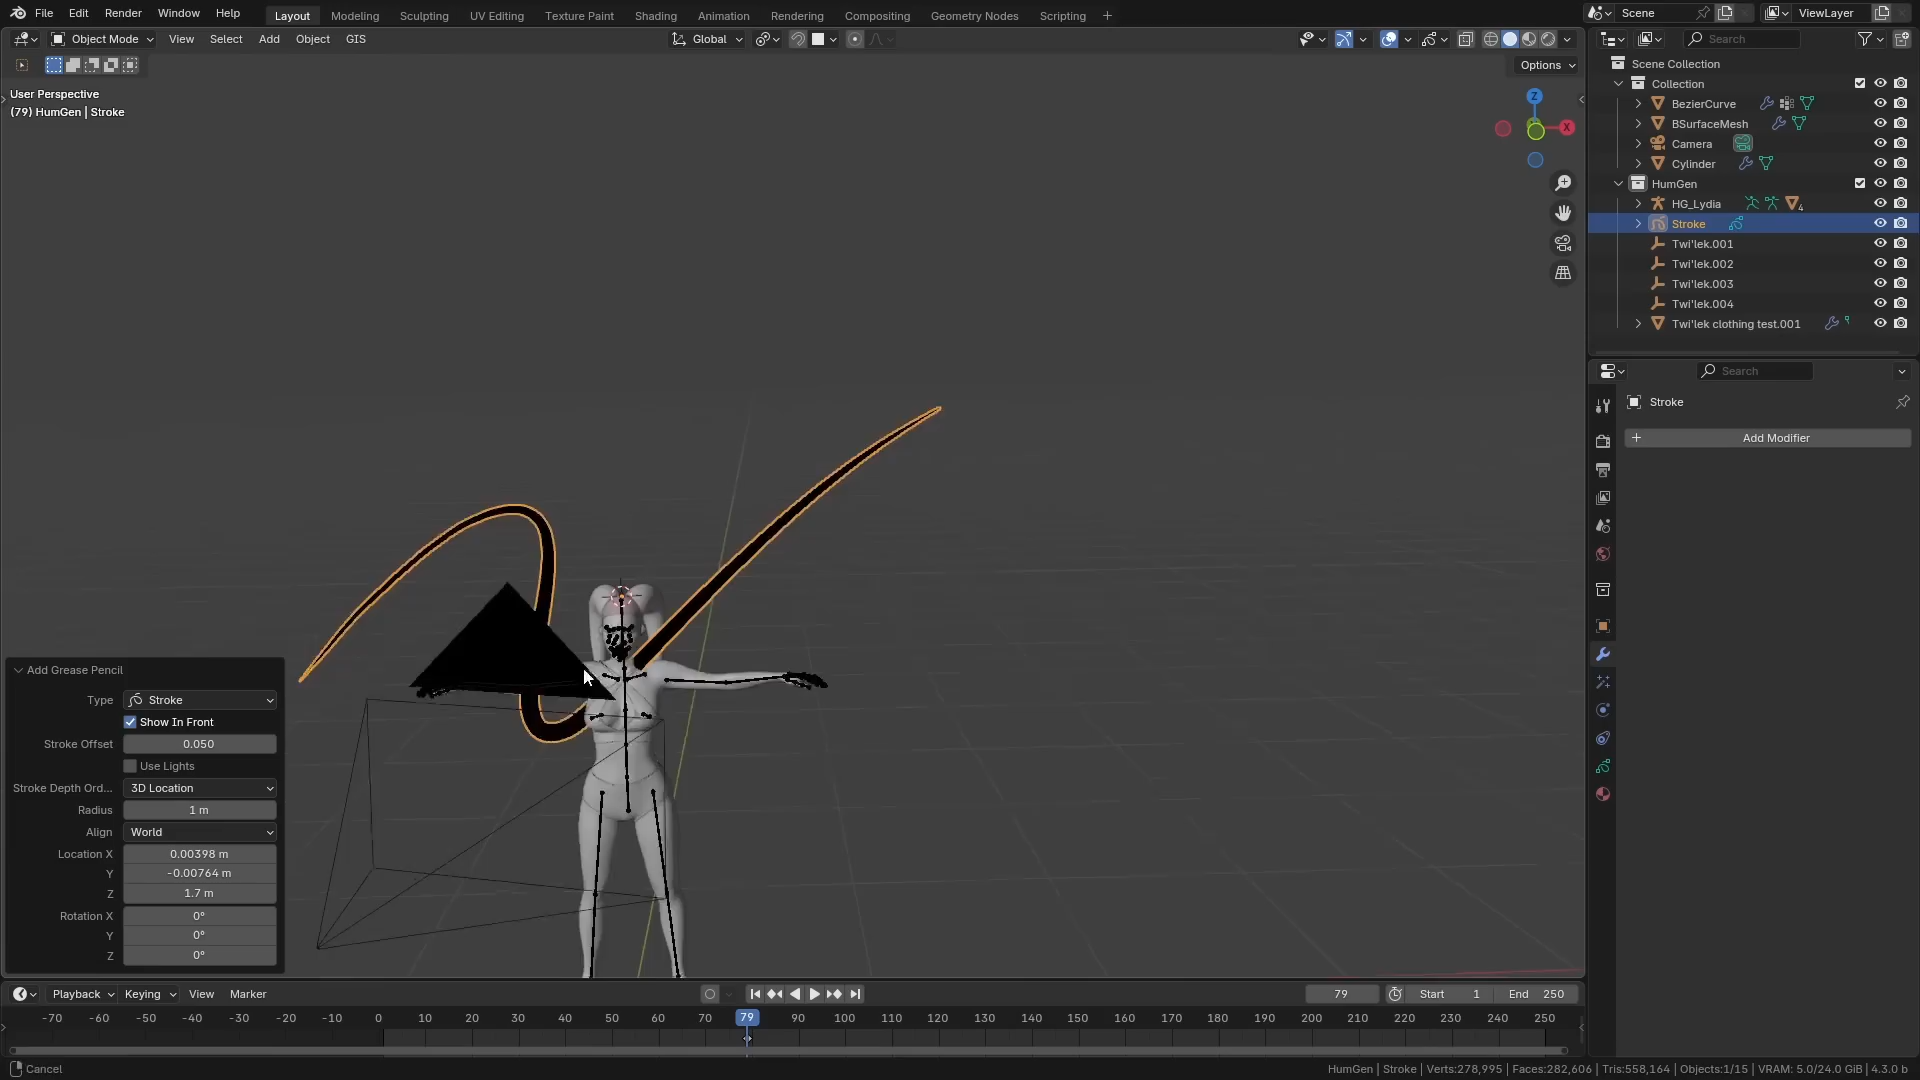 File Edit Render Window Help Layout Modeling Sculpting UV Editing Texture Paint Shading Animation Rendering Compositing Geometry Nodes Scripting + Scene ViewLayer
Object Mode View Select Add Object GIS Global Search
Options
User Perspective
(79) HumGen | Stroke
Z
X
Scene Collection
Collection
BezierCurve
BSurfaceMesh
Camera
Cylinder
HumGen
HG_Lydia 4
Stroke
Twi'lek.001
Twi'lek.002
Twi'lek.003
Twi'lek.004
Twi'lek clothing test.001
Search
Stroke
+ Add Modifier
Add Grease Pencil
Type Stroke
Show In Front
Stroke Offset 0.050
Use Lights
Stroke Depth Ord... 3D Location
Radius 1 m
Align World
Location X 0.00398 m
Y -0.00764 m
Z 1.7 m
Rotation X 0°
Y 0°
Z 0°
Playback Keying View Marker 79 Start 1 End 250
-70 -60 -50 -40 -30 -20 -10 0 10 20 30 40 50 60 70 79 90 100 110 120 130 140 150 160 170 180 190 200 210 220 230 240 250
Cancel HumGen | Stroke | Verts:278,995 | Faces:282,606 | Tris:558,164 | Objects:1/15 | VRAM: 5.0/24.0 GiB | 4.3.0 b